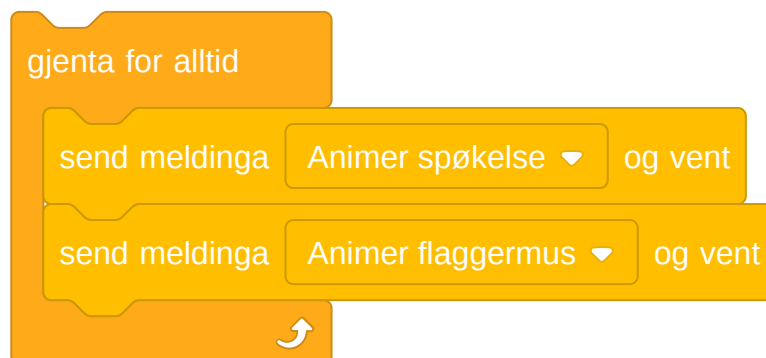 gjenta for alltid
send meldinga Animer spøkelse og vent
send meldinga Animer flaggermus og vent